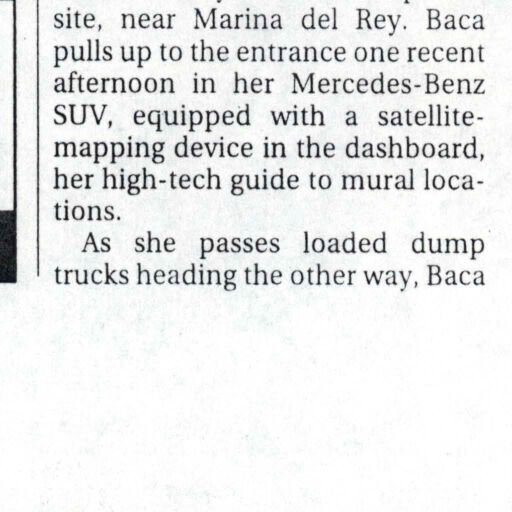 site, near Marina del Rey. Baca
pulls up to the entrance one recent
afternoon in her Mercedes-Benz
SUV, equipped with a satellite-
mapping device in the dashboard,
her high-tech guide to mural loca-
tions.
As she passes loaded dump
trucks heading the other way, Baca